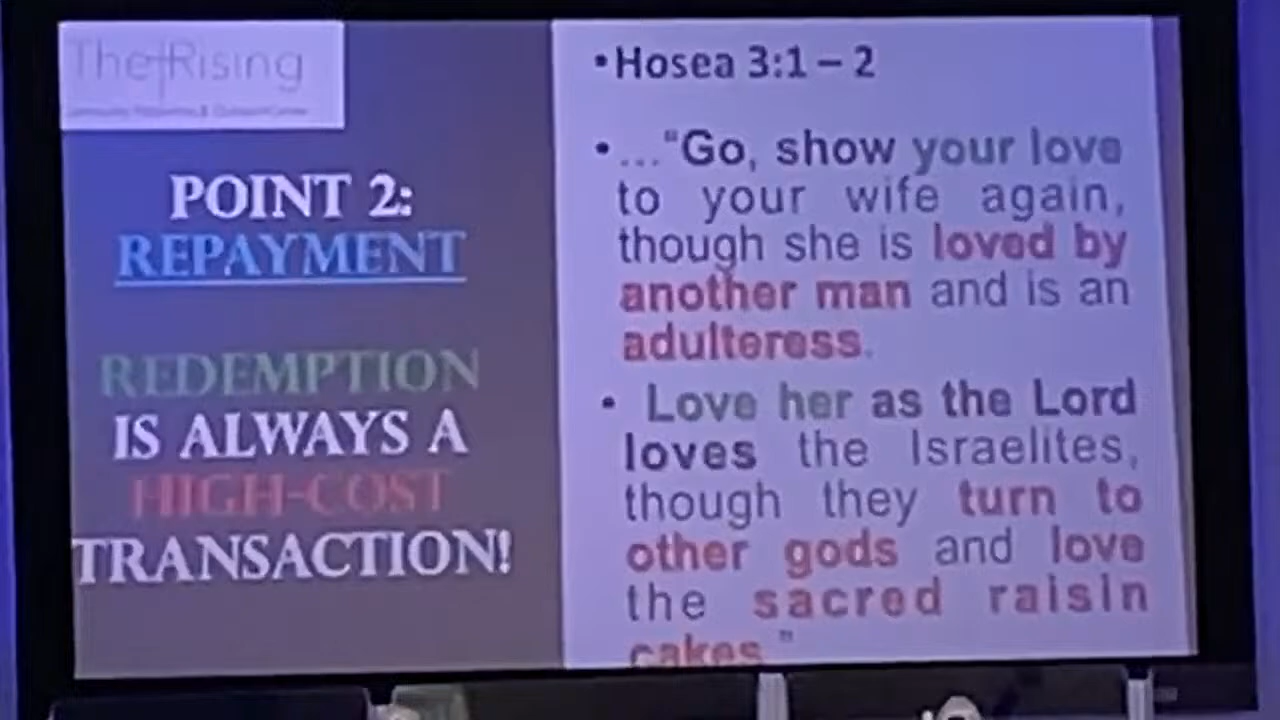 The Rising
POINT 2:
REPAYMENT
REDEMPTION
IS ALWAYS A
HIGH-COST
TRANSACTION!
• Hosea 3:1 – 2
• ..."Go, show your love
to your wife again,
though she is loved by
another man and is an
adulteress.
• Love her as the Lord
loves the Israelites,
though they turn to
other gods and love
the sacred raisin
cakes."